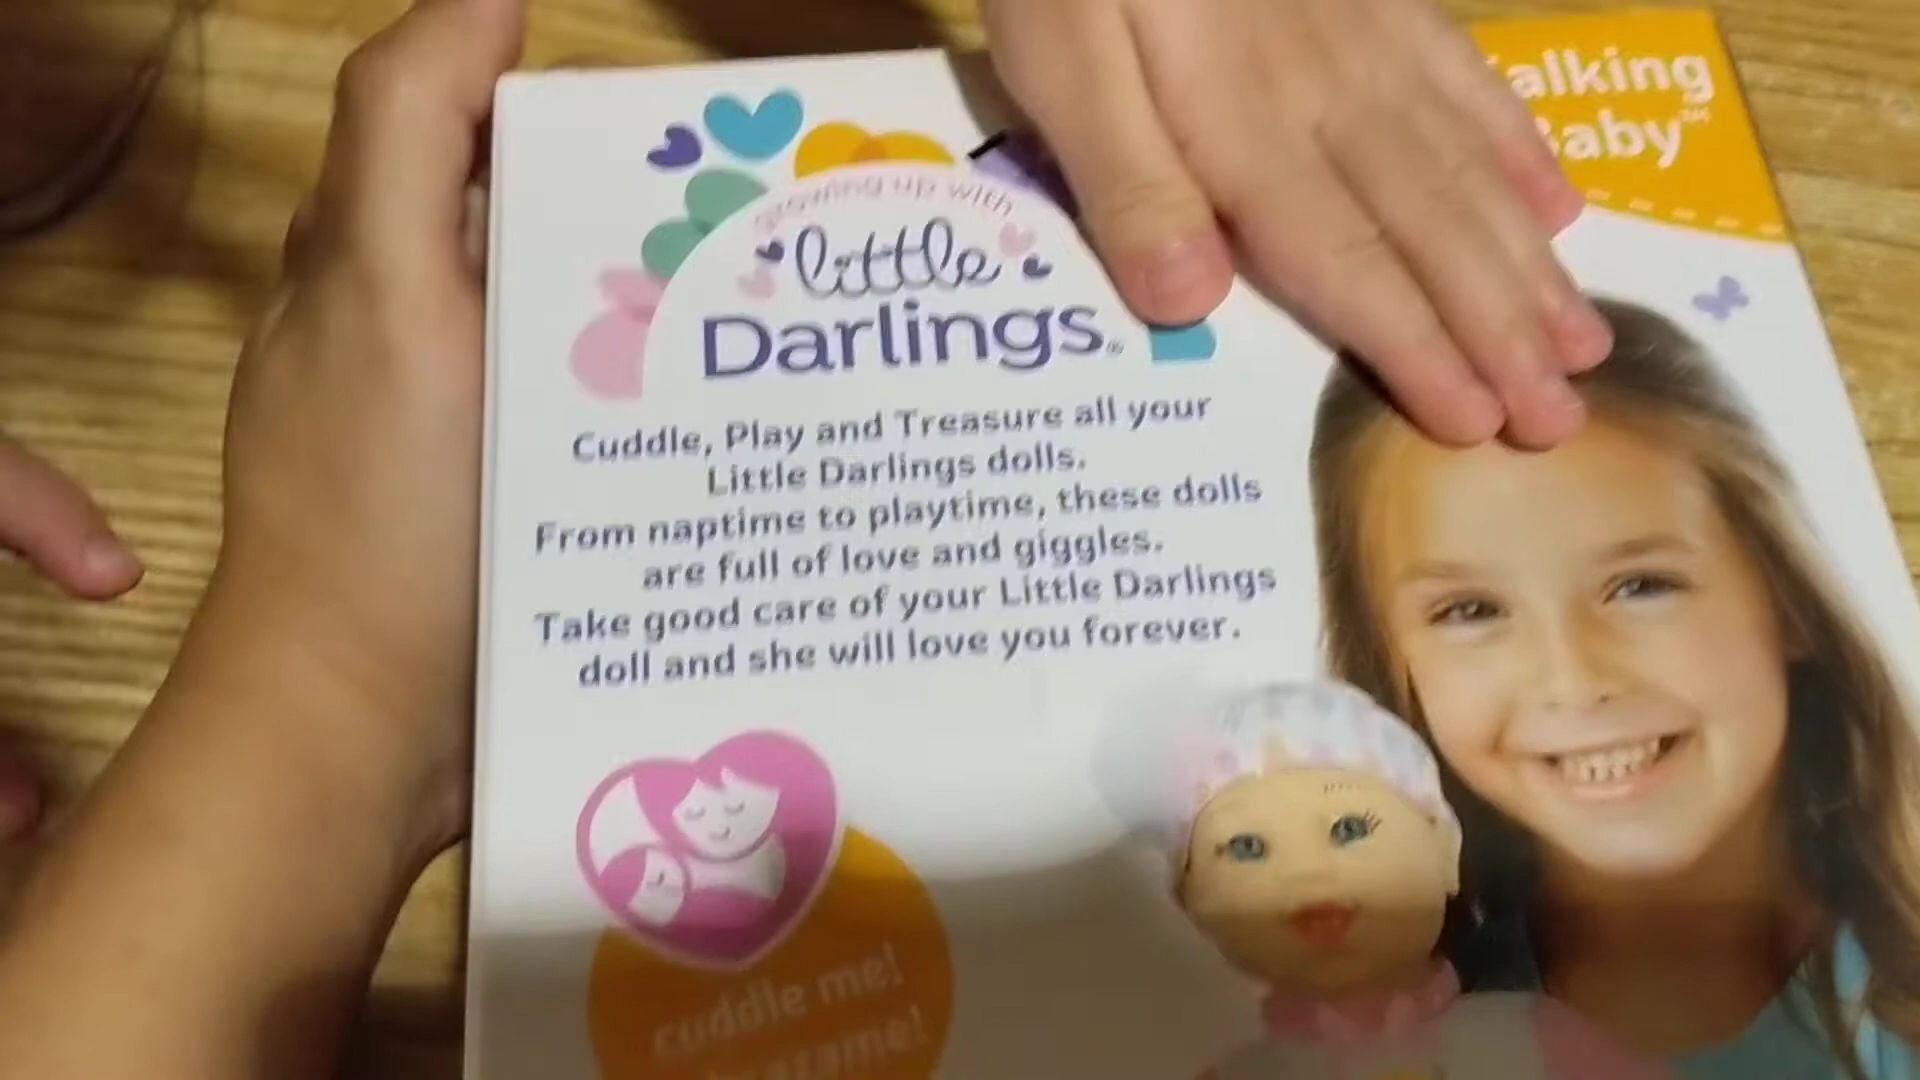 growing up with
little
Darlings®
Cuddle, Play and Treasure all your
Little Darlings dolls.
From naptime to playtime, these dolls
are full of love and giggles.
Take good care of your Little Darlings
doll and she will love you forever.
alking
Baby™
cuddle me!